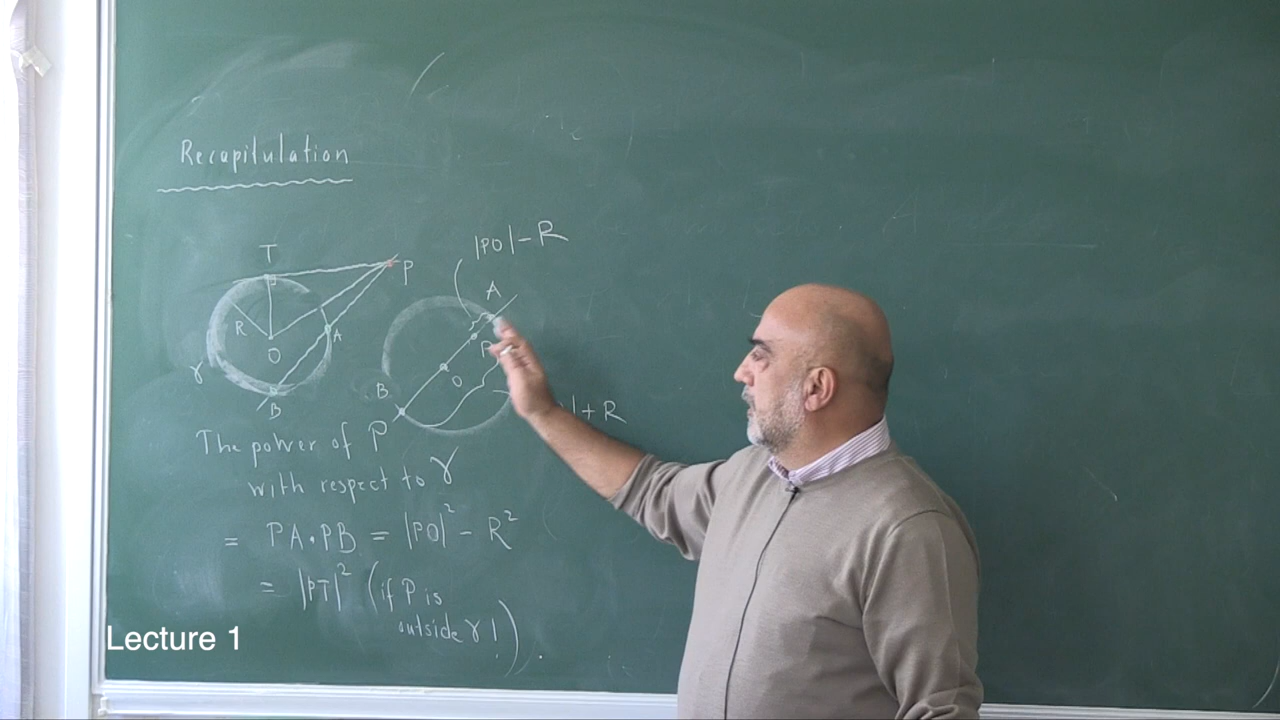 Recapitulation
|PO| - R
T
P
A
R
A
P
O
O
γ
B
B
| + R
The power of P
with respect to γ
= PA·PB = |PO|² - R²
= |PT|² (if P is
outside γ!).
Lecture 1